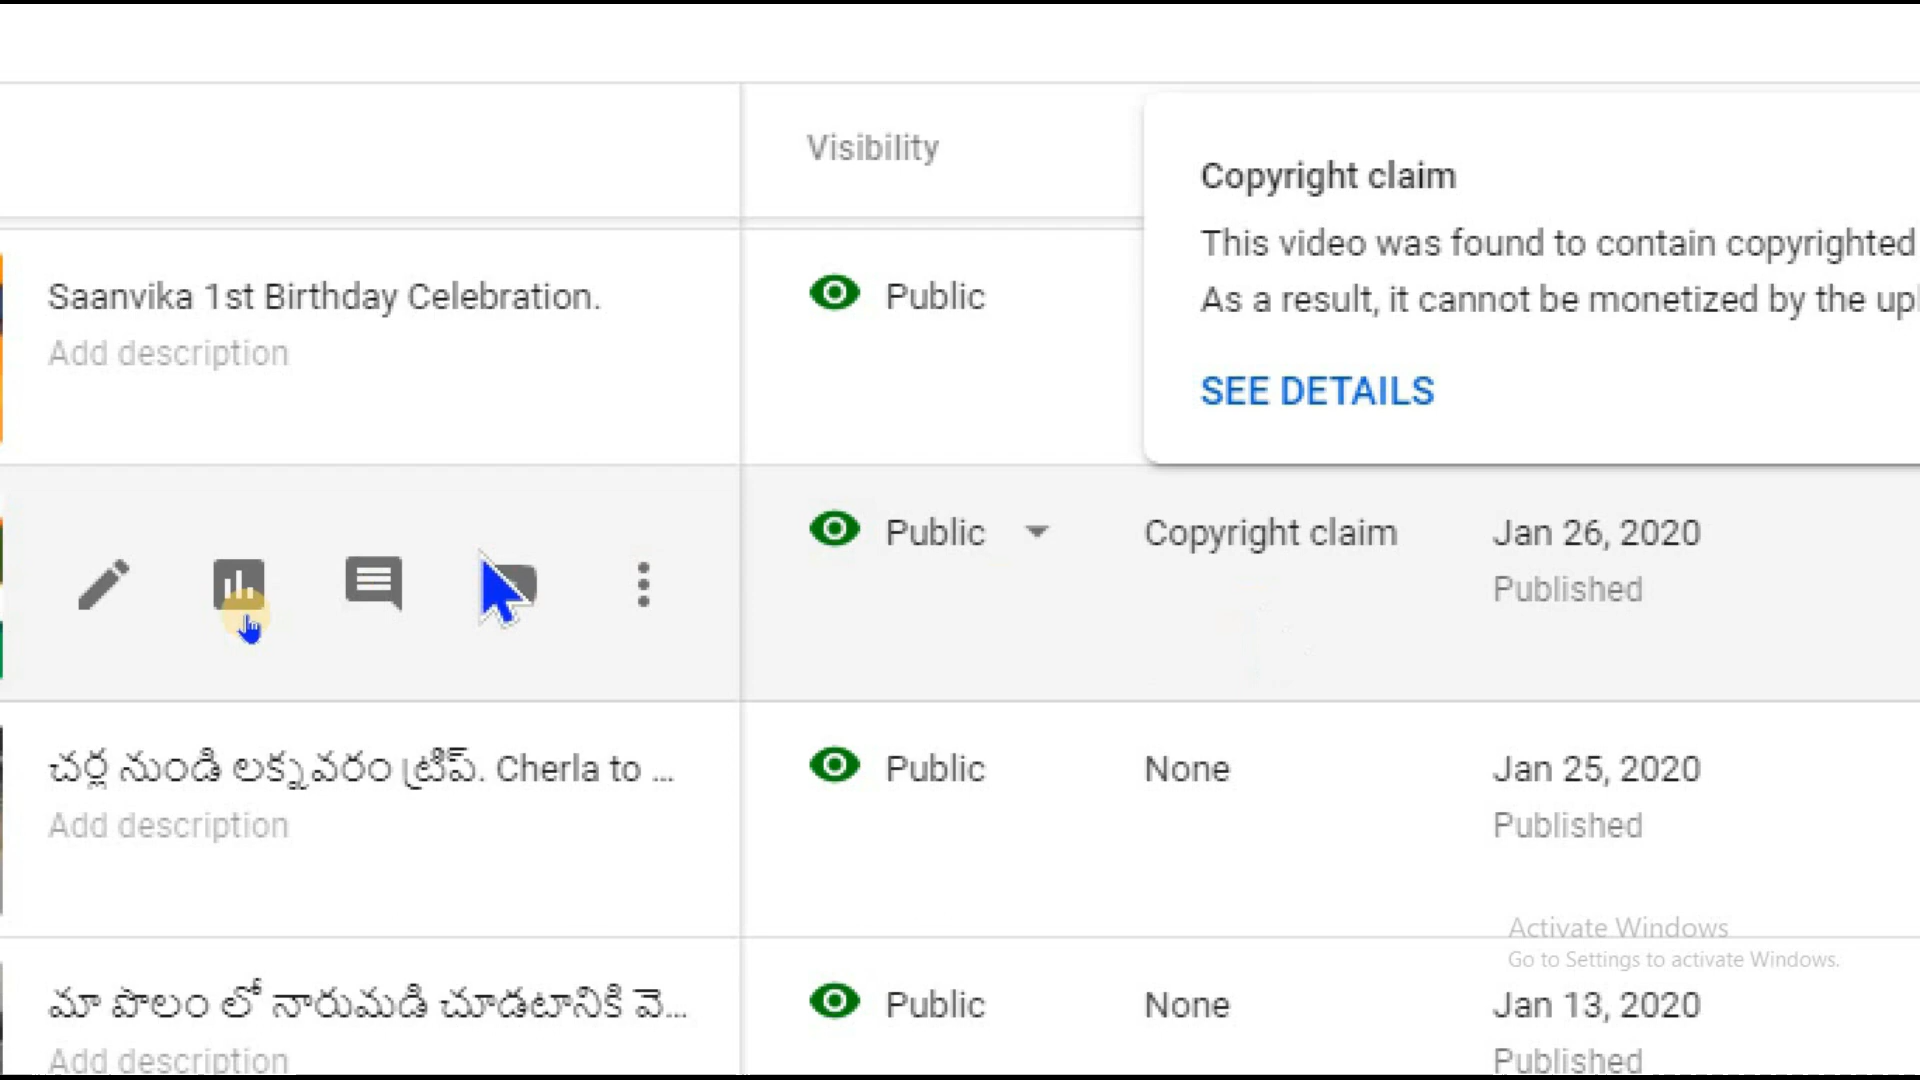 Visibility
Copyright claim
This video was found to contain copyrighted
As a result, it cannot be monetized by the upl
SEE DETAILS
Saanvika 1st Birthday Celebration.
Add description
Public
Public
Copyright claim
Jan 26, 2020
Published
చర్ల నుండి లక్నవరం ట్రిప్. Cherla to ...
Add description
Public
None
Jan 25, 2020
Published
Activate Windows
Go to Settings to activate Windows.
మా పొలం లో నారుమడి చూడటానికి వె...
Add description
Public
None
Jan 13, 2020
Published